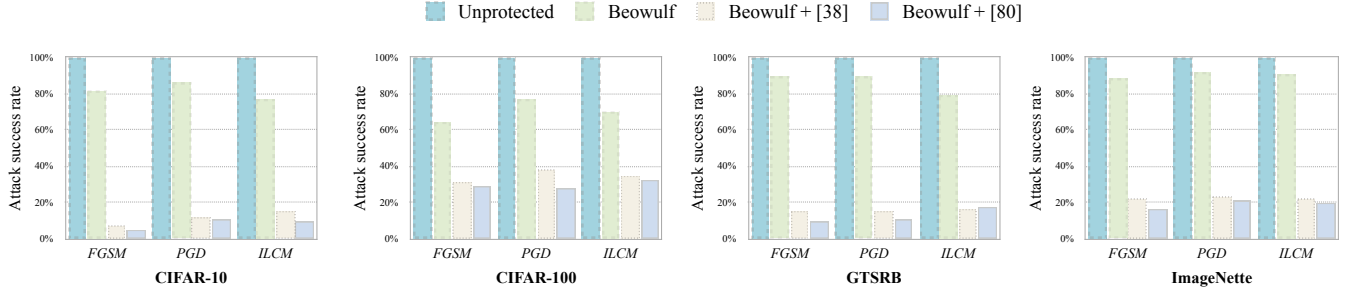 Unprotected Beowulf Beowulf + [38] Beowulf + [80]
Attack success rate
100%
80%
60%
40%
20%
0%
FGSM PGD ILCM
CIFAR-10
Attack success rate
100%
80%
60%
40%
20%
0%
FGSM PGD ILCM
CIFAR-100
Attack success rate
100%
80%
60%
40%
20%
0%
FGSM PGD ILCM
GTSRB
Attack success rate
100%
80%
60%
40%
20%
0%
FGSM PGD ILCM
ImageNette